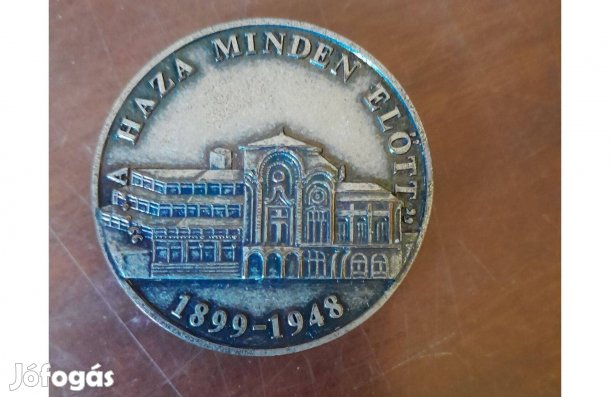 „A HAZA MINDEN ELŐTT”
1899-1948
Jófogás